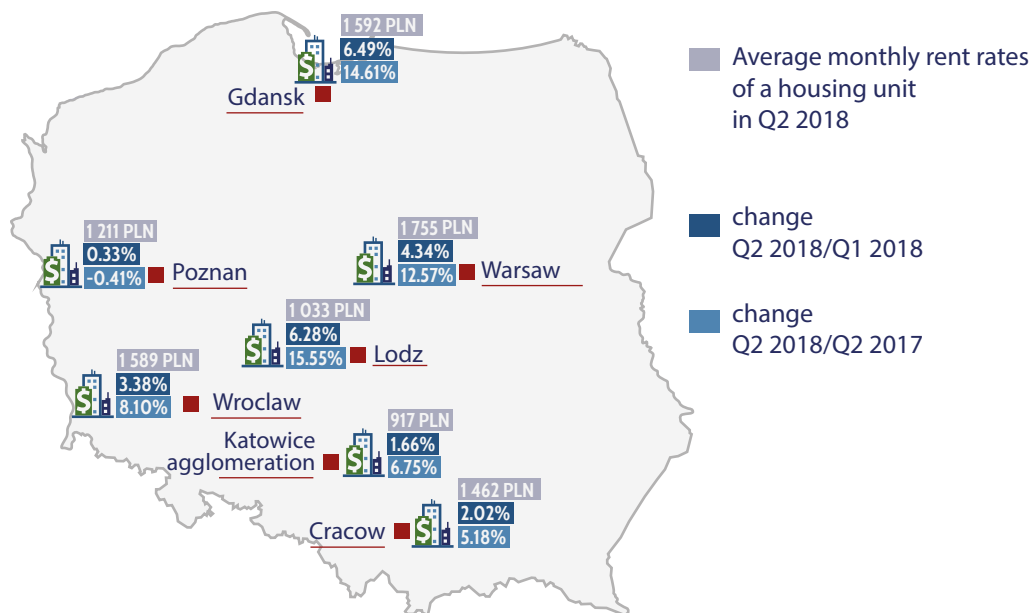 1 592 PLN
6.49%
14.61%
Gdansk
Average monthly rent rates
of a housing unit
in Q2 2018
change
Q2 2018/Q1 2018
change
Q2 2018/Q2 2017
1 211 PLN
0.33%
-0.41%
Poznan
1 755 PLN
4.34%
12.57%
Warsaw
1 033 PLN
6.28%
15.55%
Lodz
1 589 PLN
3.38%
8.10%
Wroclaw
917 PLN
1.66%
6.75%
Katowice
agglomeration
1 462 PLN
2.02%
5.18%
Cracow